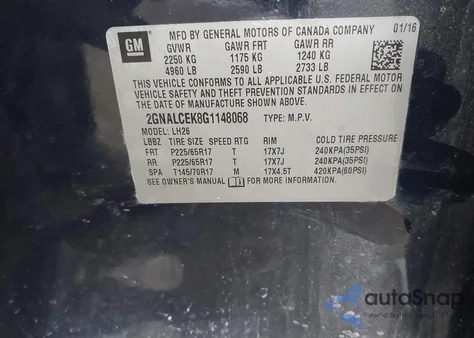 GM
MFD BY GENERAL MOTORS OF CANADA COMPANY 01/16
GVWR GAWR FRT GAWR RR
2250 KG 1175 KG 1240 KG
4960 LB 2590 LB 2733 LB
THIS VEHICLE CONFORMS TO ALL APPLICABLE U.S. FEDERAL MOTOR
VEHICLE SAFETY AND THEFT PREVENTION STANDARDS IN EFFECT ON
THE DATE OF MANUFACTURE SHOWN ABOVE.
2GNALCEK8G1148068 TYPE: M.P.V.
MODEL: LH26
LBBZ TIRE SIZE SPEED RTG RIM COLD TIRE PRESSURE
FRT P225/65R17 T 17X7J 240KPA(35PSI)
RR P225/65R17 T 17X7J 240KPA(35PSI)
SPA T145/70R17 M 17X4.5T 420KPA(60PSI)
SEE OWNER'S MANUAL FOR MORE INFORMATION.
autoSnap